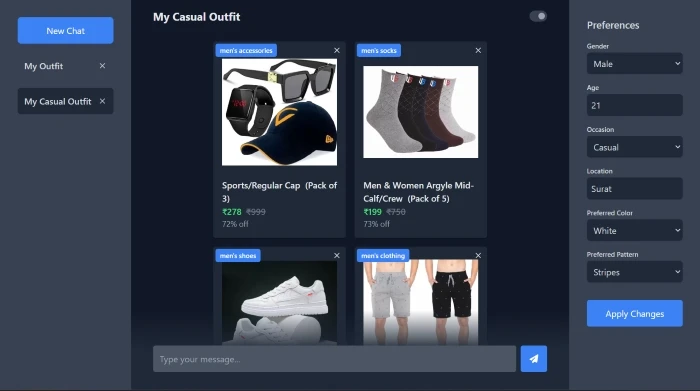 New Chat
My Outfit
My Casual Outfit
My Casual Outfit
men's accessories
Sports/Regular Cap (Pack of
3)
₹278 ₹999
72% off
men's socks
Men & Women Argyle Mid-
Calf/Crew (Pack of 5)
₹199 ₹750
73% off
men's shoes
men's clothing
Type your message...
Preferences
Gender
Male
Age
21
Occasion
Casual
Location
Surat
Preferred Color
White
Preferred Pattern
Stripes
Apply Changes